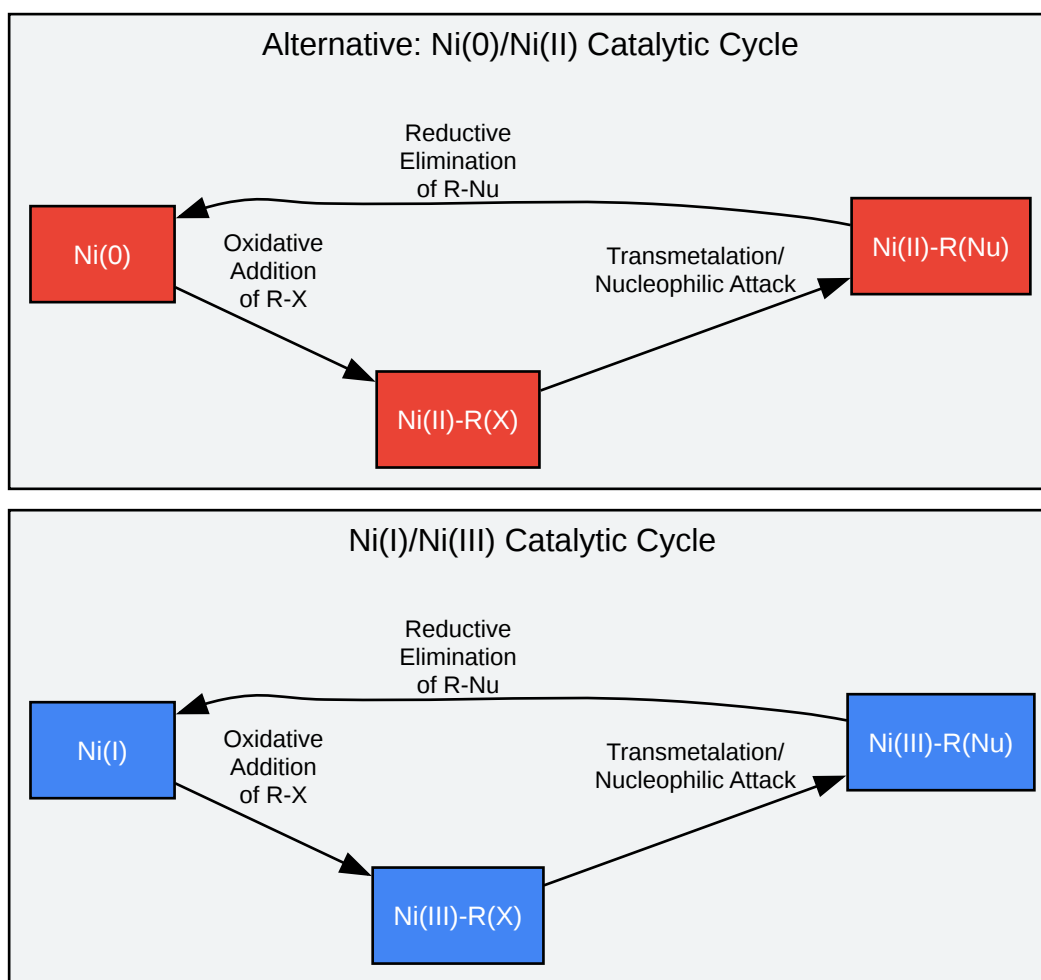 Alternative: Ni(0)/Ni(II) Catalytic Cycle
Reductive
Elimination
of R-Nu
Ni(0)
Oxidative
Addition
of R-X
Transmetalation/
Nucleophilic Attack
Ni(II)-R(Nu)
Ni(II)-R(X)
Ni(I)/Ni(III) Catalytic Cycle
Reductive
Elimination
of R-Nu
Ni(I)
Oxidative
Addition
of R-X
Transmetalation/
Nucleophilic Attack
Ni(III)-R(Nu)
Ni(III)-R(X)